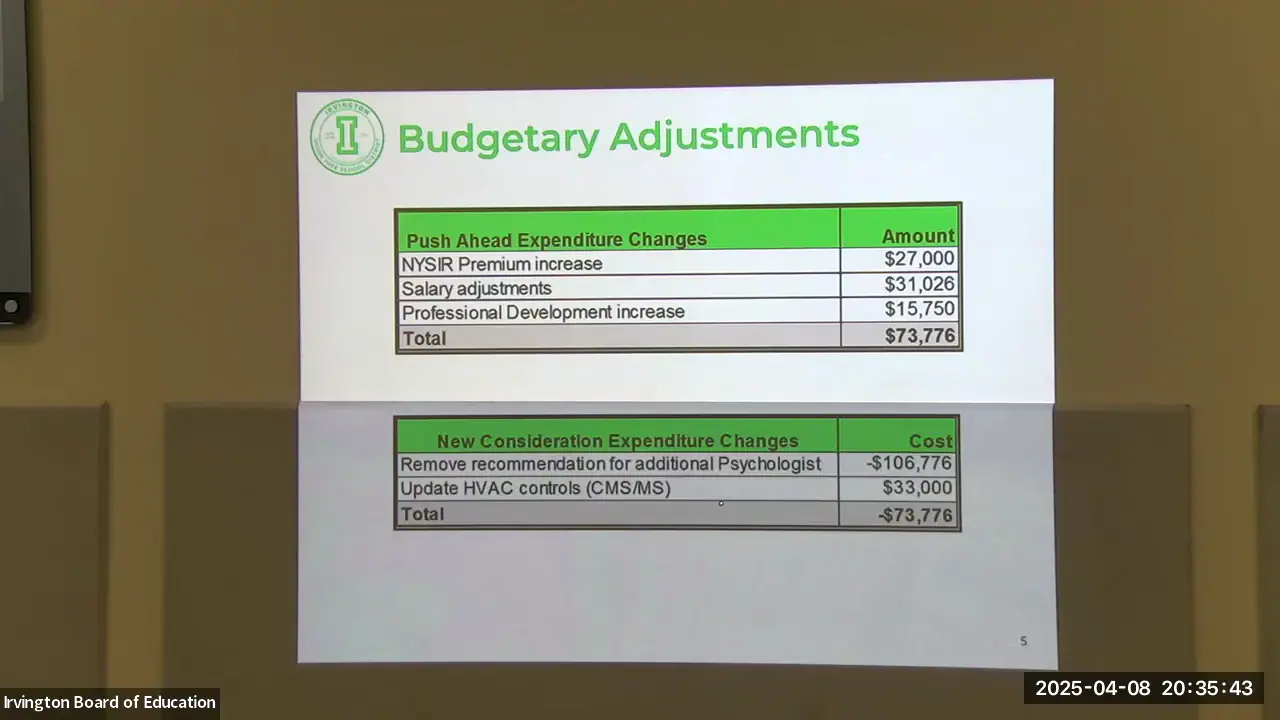 IRVINGTON
I
Budgetary Adjustments
Push Ahead Expenditure Changes Amount
NYSIR Premium increase $27,000
Salary adjustments $31,026
Professional Development increase $15,750
Total $73,776
New Consideration Expenditure Changes Cost
Remove recommendation for additional Psychologist -$106,776
Update HVAC controls (CMS/MS) $33,000
Total -$73,776
5
2025-04-08 20:35:43
Irvington Board of Education